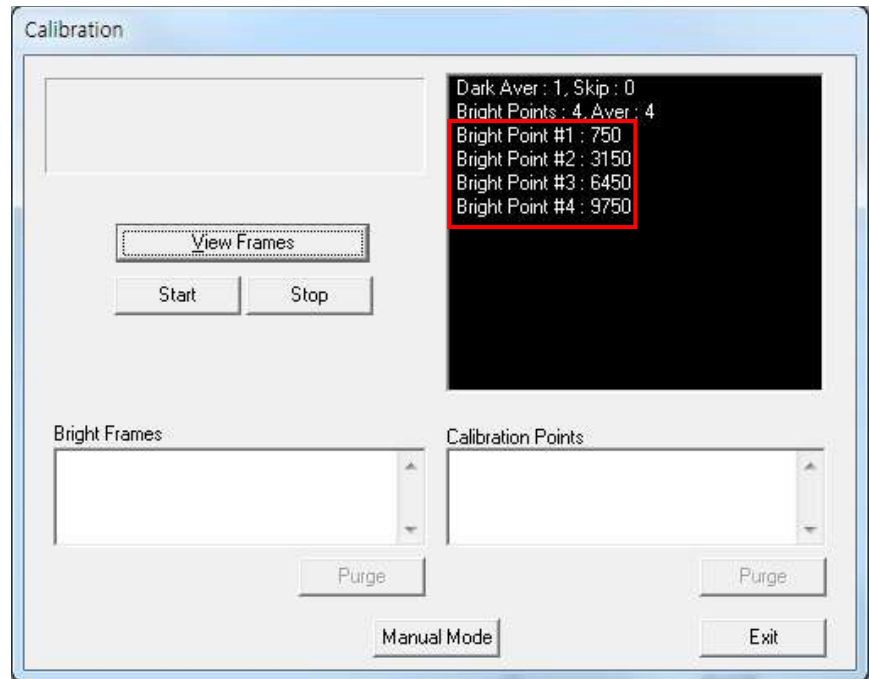 Calibration
Dark Aver : 1, Skip : 0
Bright Points : 4, Aver : 4
Bright Point #1 : 750
Bright Point #2 : 3150
Bright Point #3 : 6450
Bright Point #4 : 9750
View Frames
Start
Stop
Bright Frames
Calibration Points
Purge
Purge
Manual Mode
Exit